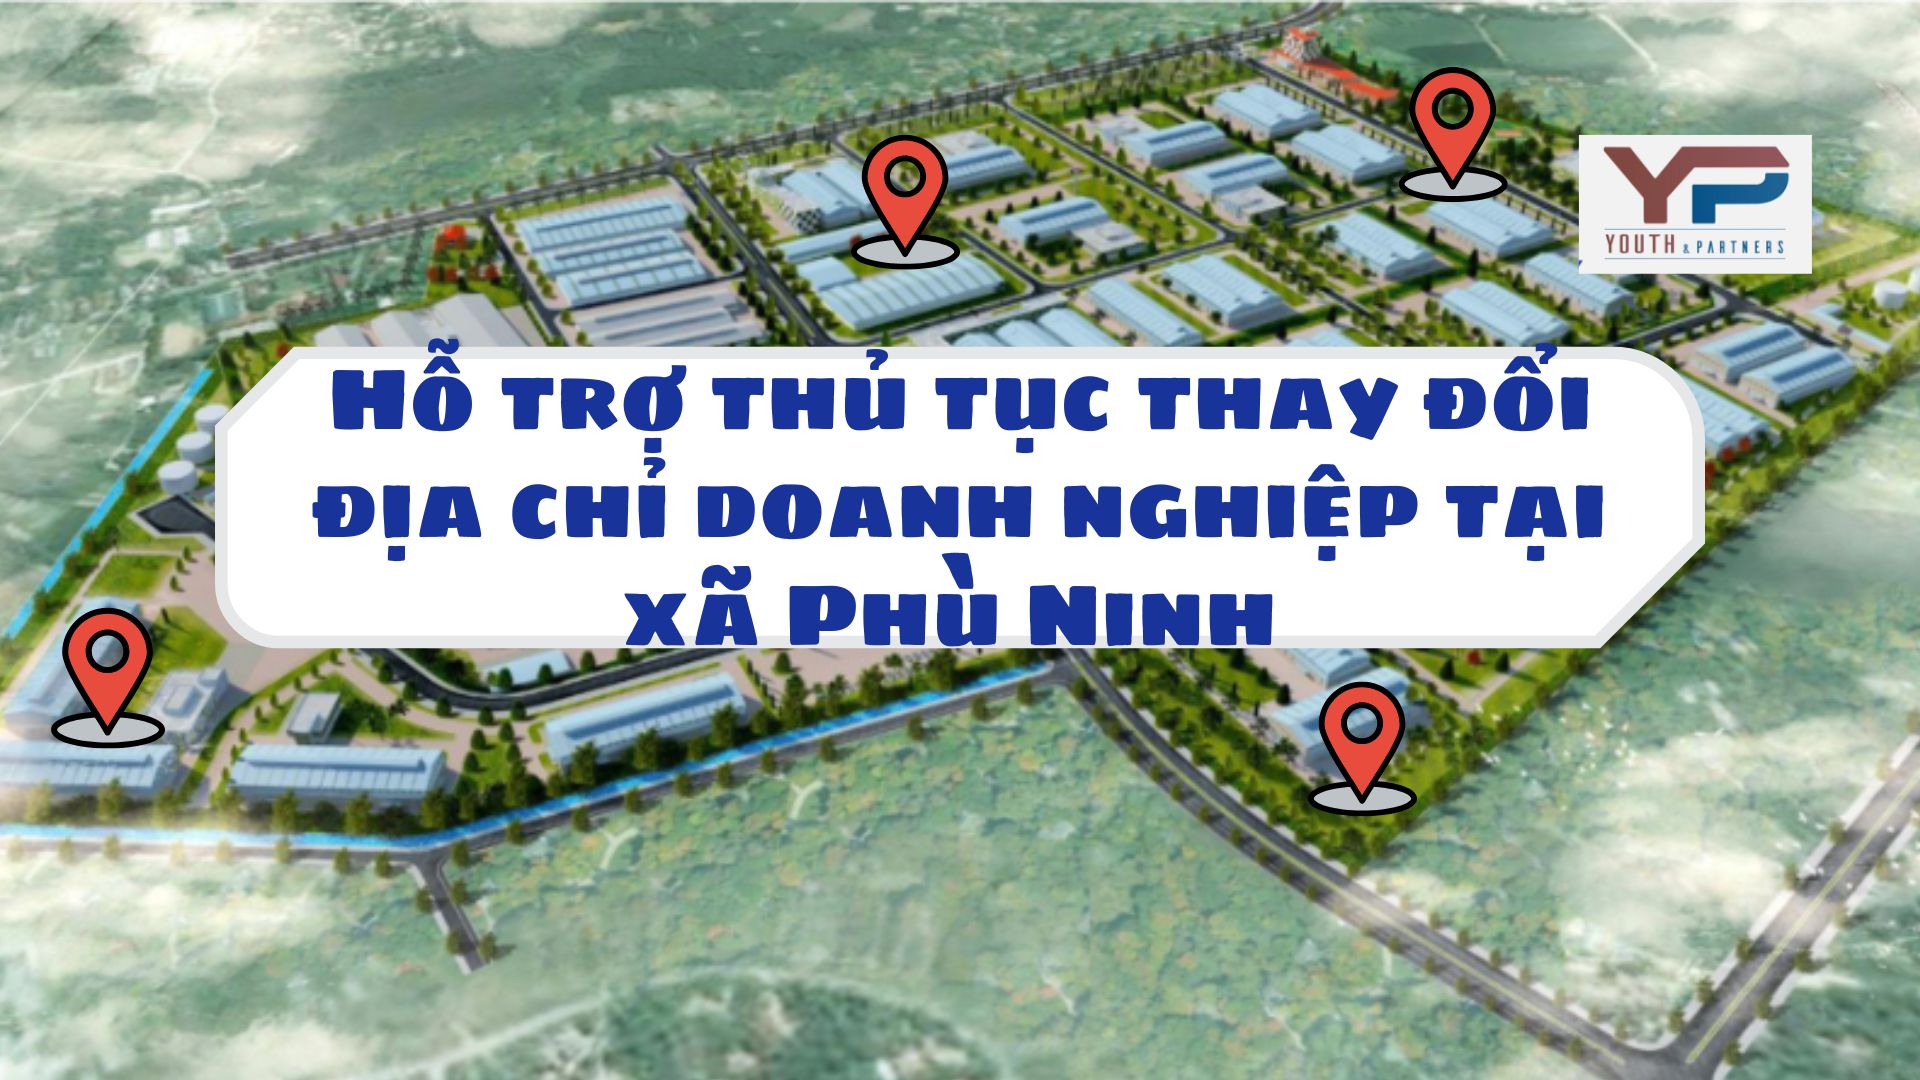 YP
YOUTH & PARTNERS
Hỗ trợ thủ tục thay đổi
địa chỉ doanh nghiệp tại
xã Phù Ninh